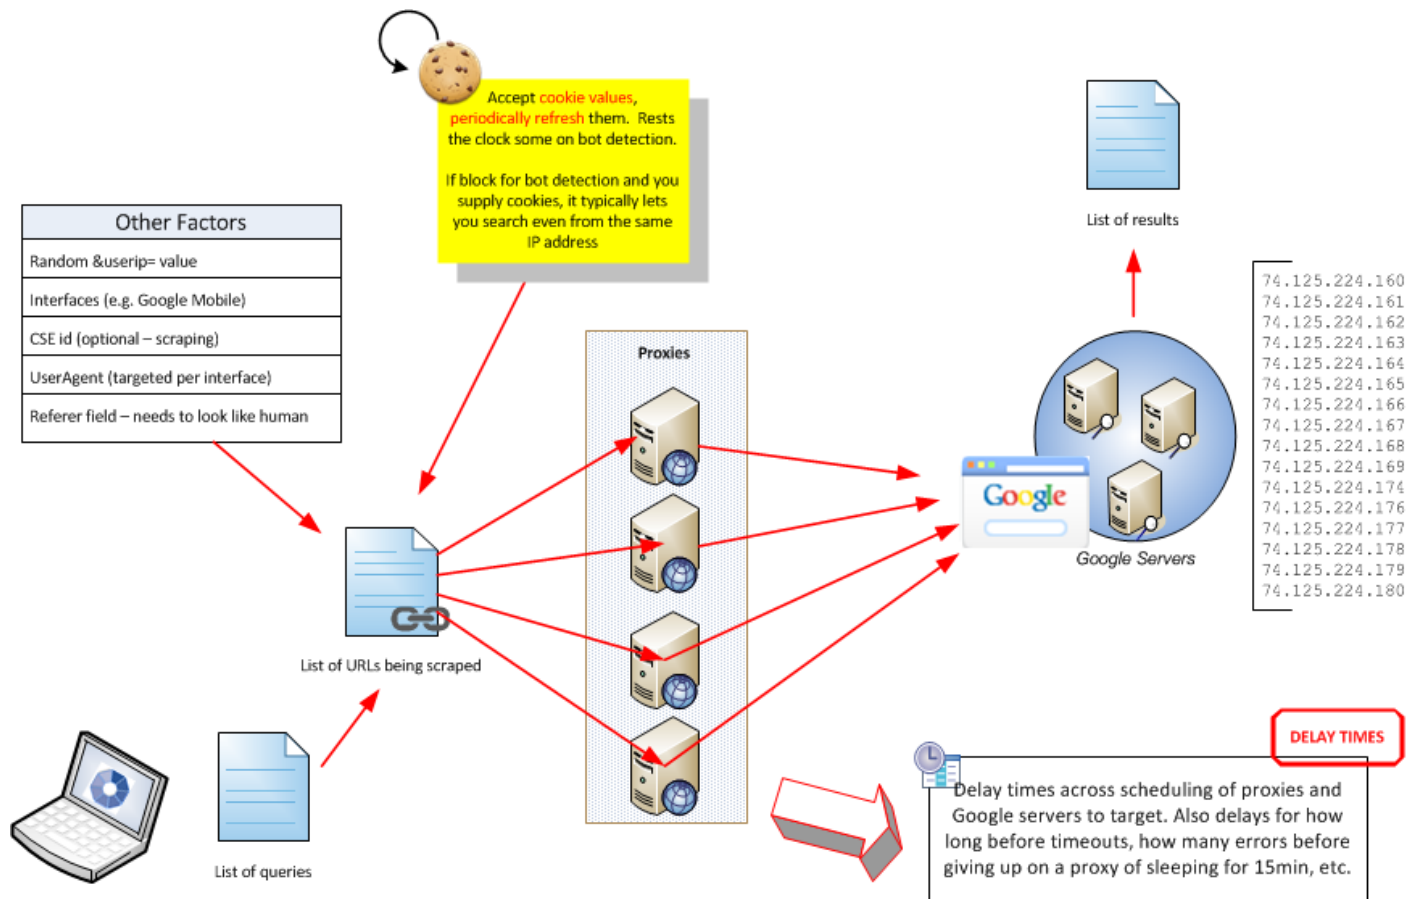 Accept cookie values,
periodically refresh them.  Rests
the clock some on bot detection.
If block for bot detection and you
supply cookies, it typically lets
you search even from the same
IP address
Other Factors
Random &userip= value
Interfaces (e.g. Google Mobile)
CSE id (optional – scraping)
UserAgent (targeted per interface)
Referer field – needs to look like human
List of results
74.125.224.160
74.125.224.161
74.125.224.162
74.125.224.163
74.125.224.164
74.125.224.165
74.125.224.166
74.125.224.167
74.125.224.168
74.125.224.169
74.125.224.174
74.125.224.176
74.125.224.177
74.125.224.178
74.125.224.179
74.125.224.180
Proxies
Google
Google Servers
List of URLs being scraped
List of queries
DELAY TIMES
Delay times across scheduling of proxies and
Google servers to target. Also delays for how
long before timeouts, how many errors before
giving up on a proxy of sleeping for 15min, etc.